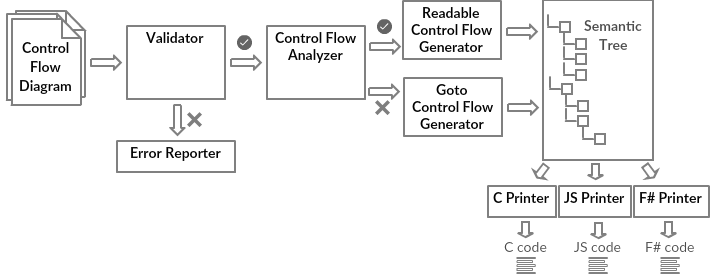 Control
Flow
Diagram
Validator
Error Reporter
Control Flow
Analyzer
Readable
Control Flow
Generator
Goto
Control Flow
Generator
Semantic
Tree
C Printer
JS Printer
F# Printer
C code
JS code
F# code